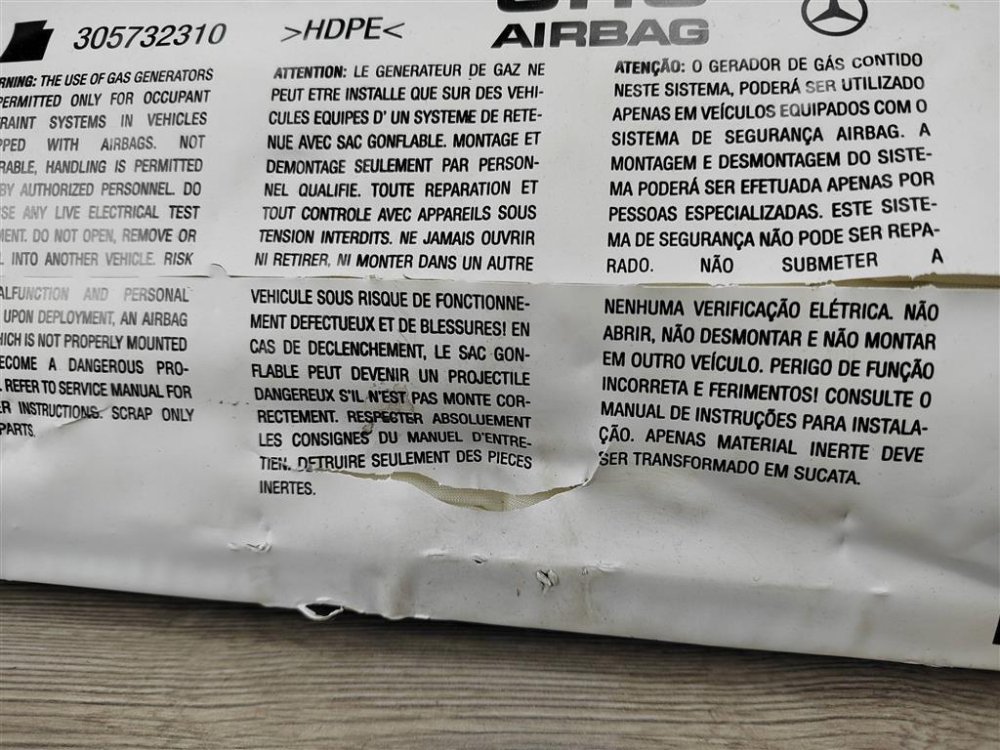 305732310 >HDPE<
AIRBAG
THE USE OF GAS GENERATORS
ONLY FOR OCCUPANT
SYSTEMS IN VEHICLES
WITH AIRBAGS. NOT
HANDLING IS PERMITTED
BY AUTHORIZED PERSONNEL. DO
ANY LIVE ELECTRICAL TEST
DO NOT OPEN, REMOVE OR
INTO ANOTHER VEHICLE. RISK
AND PERSONAL
UPON DEPLOYMENT, AN AIRBAG
IS NOT PROPERLY MOUNTED
A DANGEROUS PRO-
REFER TO SERVICE MANUAL FOR
INSTRUCTIONS. SCRAP ONLY
PARTS.
ATTENTION: LE GENERATEUR DE GAZ NE
PEUT ETRE INSTALLE QUE SUR DES VEHI-
CULES EQUIPES D' UN SYSTEME DE RETE-
NUE AVEC SAC GONFLABLE. MONTAGE ET
DEMONTAGE SEULEMENT PAR PERSON-
NEL QUALIFIE. TOUTE REPARATION ET
TOUT CONTROLE AVEC APPAREILS SOUS
TENSION INTERDITS. NE JAMAIS OUVRIR
NI RETIRER, NI MONTER DANS UN AUTRE
VEHICULE SOUS RISQUE DE FONCTIONNE-
MENT DEFECTUEUX ET DE BLESSURES! EN
CAS DE DECLENCHEMENT, LE SAC GON-
FLABLE PEUT DEVENIR UN PROJECTILE
DANGEREUX S'IL N'EST PAS MONTE COR-
RECTEMENT. RESPECTER ABSOLUEMENT
LES CONSIGNES DU MANUEL D'ENTRE-
TIEN. DETRUIRE SEULEMENT DES PIECES
INERTES.
ATENÇÃO: O GERADOR DE GÁS CONTIDO
NESTE SISTEMA, PODERÁ SER UTILIZADO
APENAS EM VEÍCULOS EQUIPADOS COM O
SISTEMA DE SEGURANÇA AIRBAG. A
MONTAGEM E DESMONTAGEM DO SISTE-
MA PODERÁ SER EFETUADA APENAS POR
PESSOAS ESPECIALIZADAS. ESTE SISTE-
MA DE SEGURANÇA NÃO PODE SER REPA-
RADO. NÃO SUBMETER A
NENHUMA VERIFICAÇÃO ELÉTRICA. NÃO
ABRIR, NÃO DESMONTAR E NÃO MONTAR
EM OUTRO VEÍCULO. PERIGO DE FUNÇÃO
INCORRETA E FERIMENTOS! CONSULTE O
MANUAL DE INSTRUÇÕES PARA INSTALA-
ÇÃO. APENAS MATERIAL INERTE DEVE
SER TRANSFORMADO EM SUCATA.